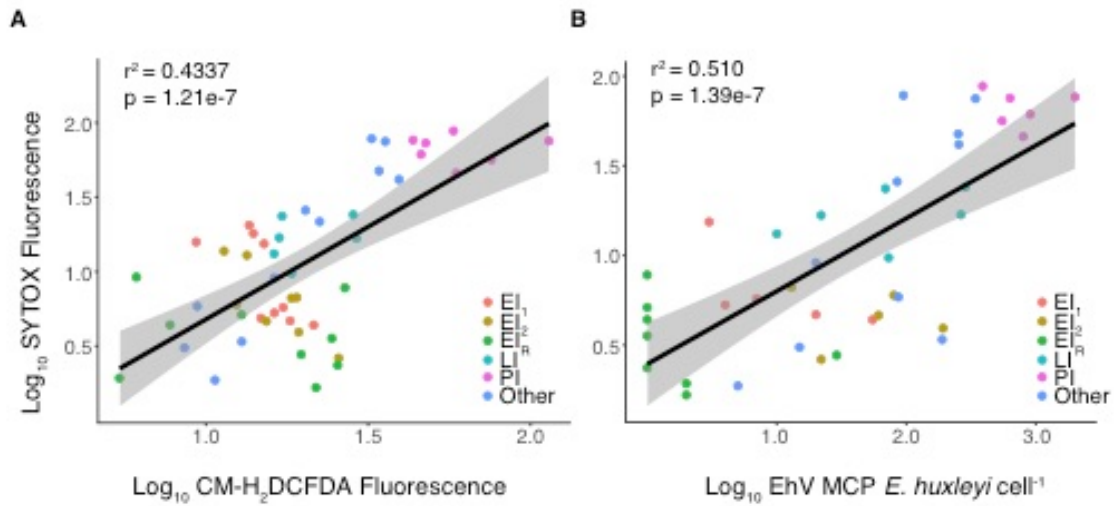 A
r² = 0.4337
p = 1.21e-7
Log₁₀ SYTOX Fluorescence
2.0
1.5
1.0
0.5
EI₁
EI₂
EI_R
LI
PI
Other
1.0 1.5 2.0
Log₁₀ CM-H₂DCFDA Fluorescence
B
r² = 0.510
p = 1.39e-7
2.0
1.5
1.0
0.5
EI₁
EI₂
EI_R
LI
PI
Other
1.0 2.0 3.0
Log₁₀ EhV MCP E. huxleyi cell⁻¹